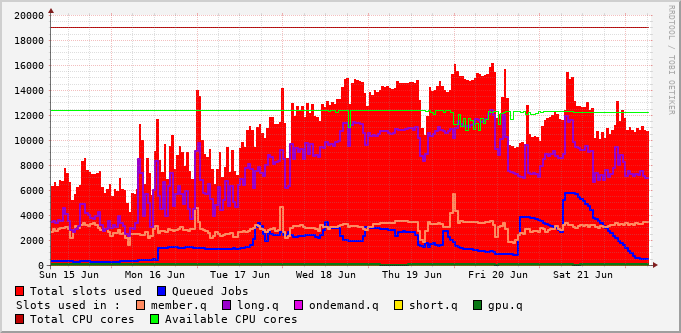 20000
18000
16000
14000
12000
10000
8000
6000
4000
2000
0
Sun 15 Jun Mon 16 Jun Tue 17 Jun Wed 18 Jun Thu 19 Jun Fri 20 Jun Sat 21 Jun
Total slots used Queued Jobs
Slots used in : member.q long.q ondemand.q short.q gpu.q
Total CPU cores Available CPU cores
RRDTOOL / TOBI OETIKER